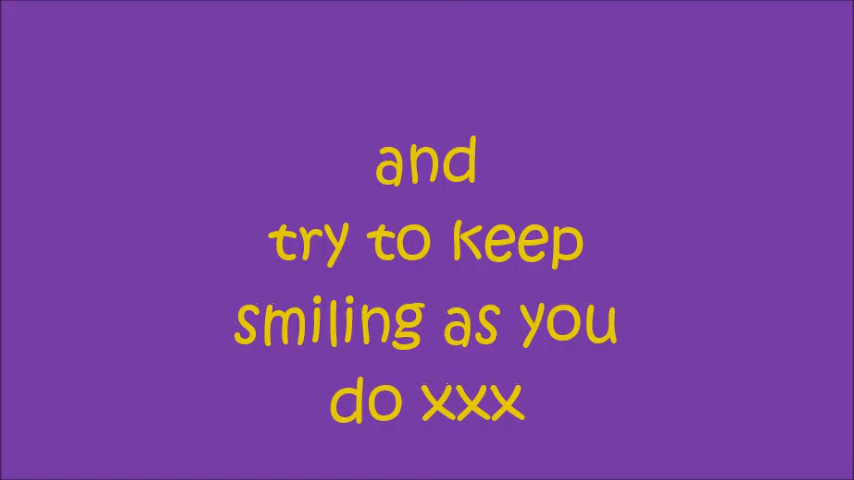 and
try to keep
smiling as you
do xxx